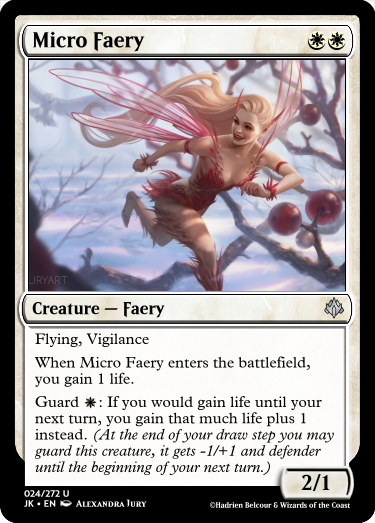 Micro Faery
JRYART
Creature — Faery
Flying, Vigilance
When Micro Faery enters the battlefield,
you gain 1 life.
Guard : If you would gain life until your
next turn, you gain that much life plus 1
instead. (At the end of your draw step you may
guard this creature, it gets -1/+1 and defender
until the beginning of your next turn.)
2/1
024/272 U
JK • EN Alexandra Jury
©Hadrien Belcour & Wizards of the Coast